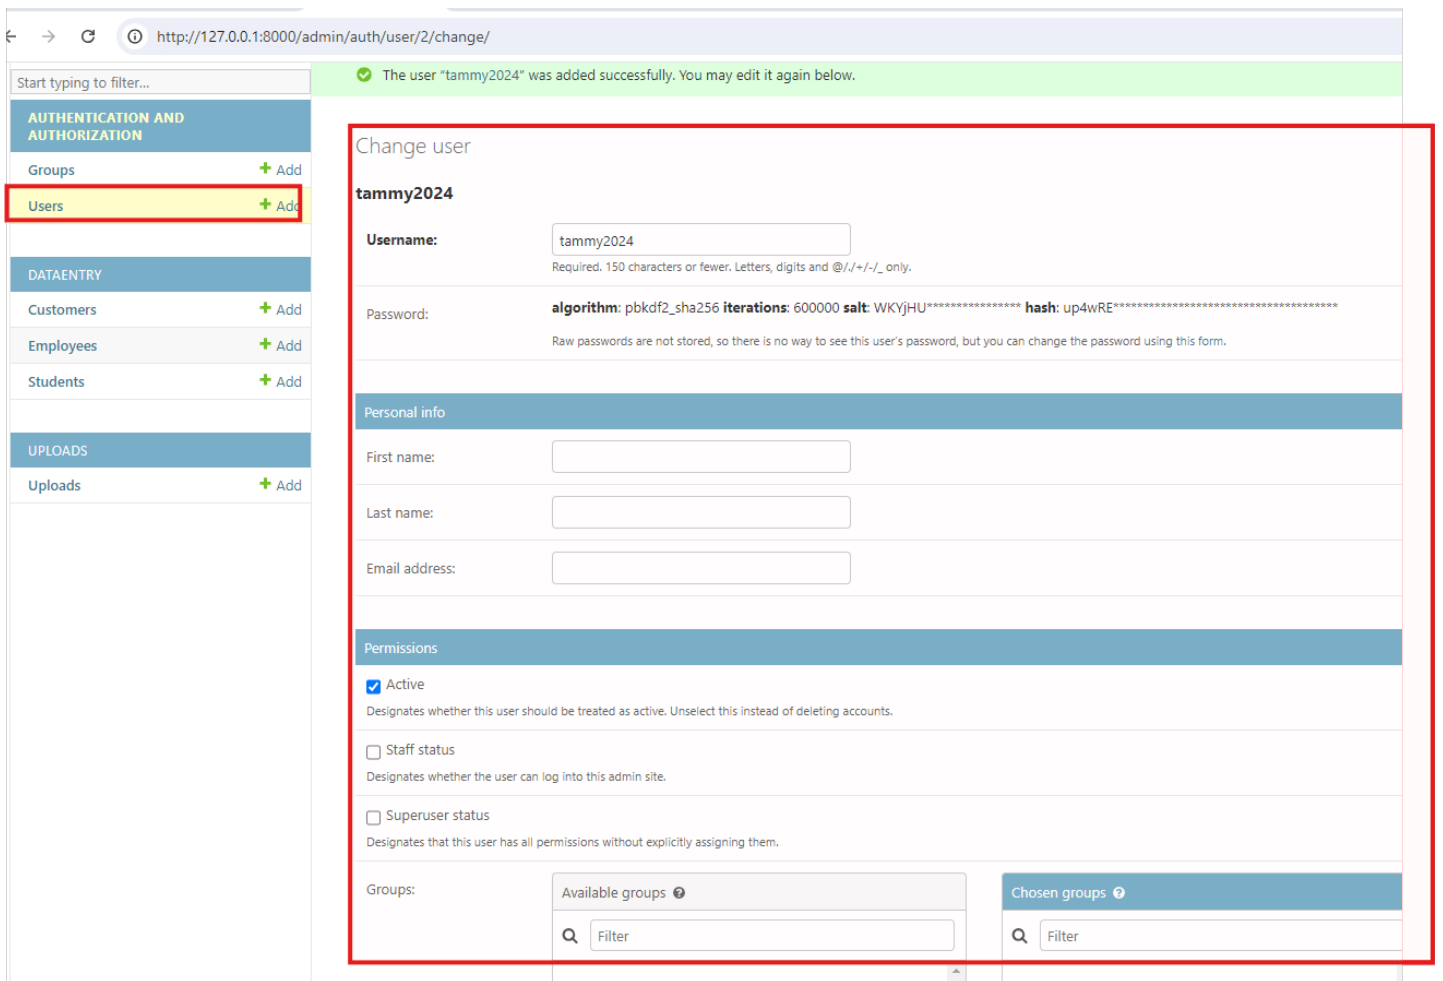 http://127.0.0.1:8000/admin/auth/user/2/change/
Start typing to filter...
The user “tammy2024” was added successfully. You may edit it again below.
AUTHENTICATION AND
AUTHORIZATION
Groups + Add
Users + Add
DATAENTRY
Customers + Add
Employees + Add
Students + Add
UPLOADS
Uploads + Add
Change user
tammy2024
Username: tammy2024
Required. 150 characters or fewer. Letters, digits and @/./+/-/_ only.
Password: algorithm: pbkdf2_sha256 iterations: 600000 salt: WKYjHU**************** hash: up4wRE**************************************
Raw passwords are not stored, so there is no way to see this user’s password, but you can change the password using this form.
Personal info
First name:
Last name:
Email address:
Permissions
Active
Designates whether this user should be treated as active. Unselect this instead of deleting accounts.
Staff status
Designates whether the user can log into this admin site.
Superuser status
Designates that this user has all permissions without explicitly assigning them.
Groups:
Available groups ?
Filter
Chosen groups ?
Filter